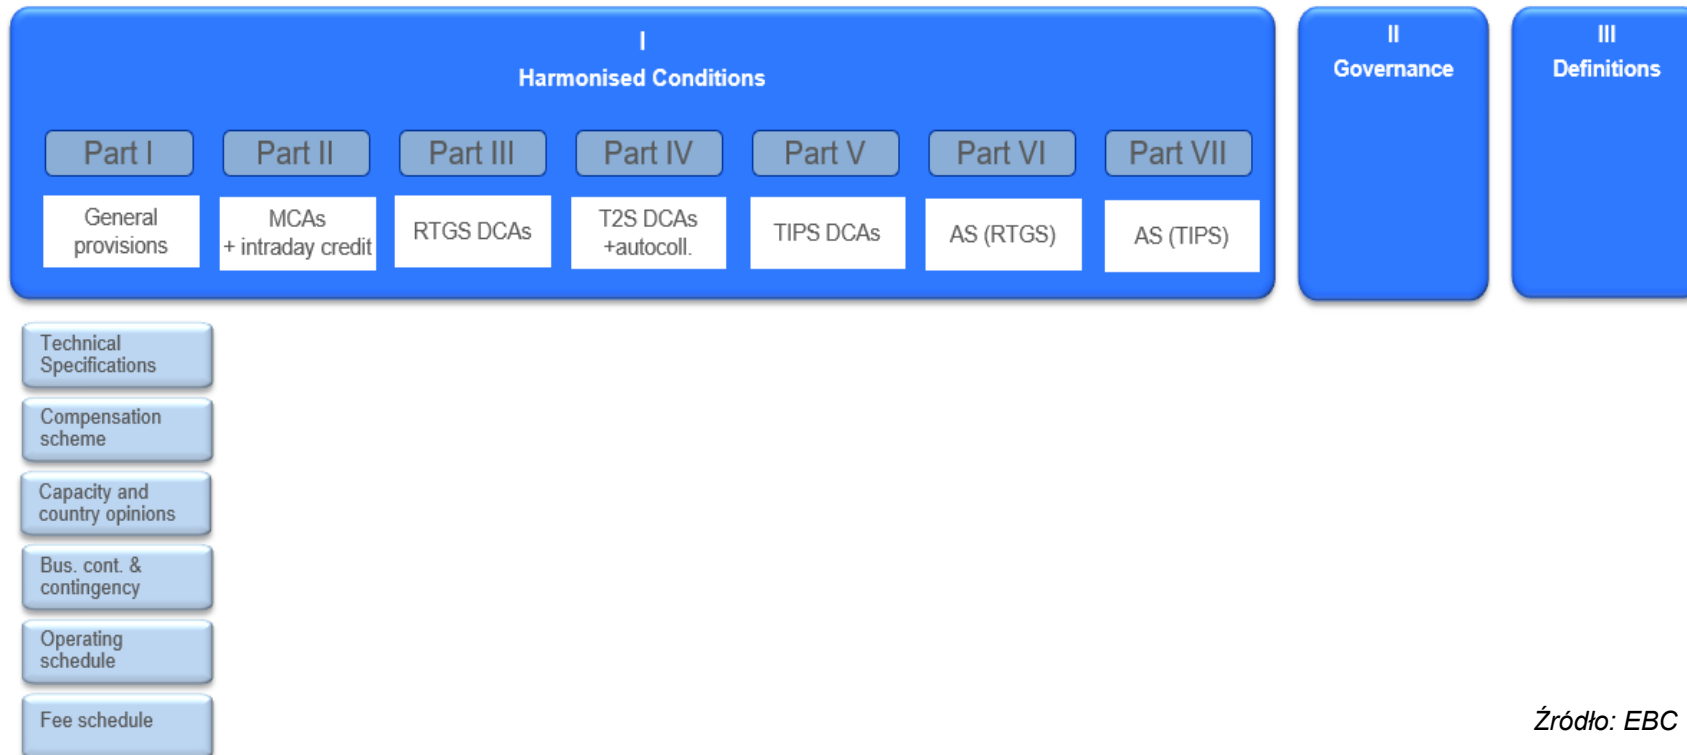 I
Harmonised Conditions
Part I
Part II
Part III
Part IV
Part V
Part VI
Part VII
General
provisions
MCAs
+ intraday credit
RTGS DCAs
T2S DCAs
+autocoll.
TIPS DCAs
AS (RTGS)
AS (TIPS)
II
Governance
III
Definitions
Technical
Specifications
Compensation
scheme
Capacity and
country opinions
Bus. cont. &
contingency
Operating
schedule
Fee schedule
Źródło: EBC